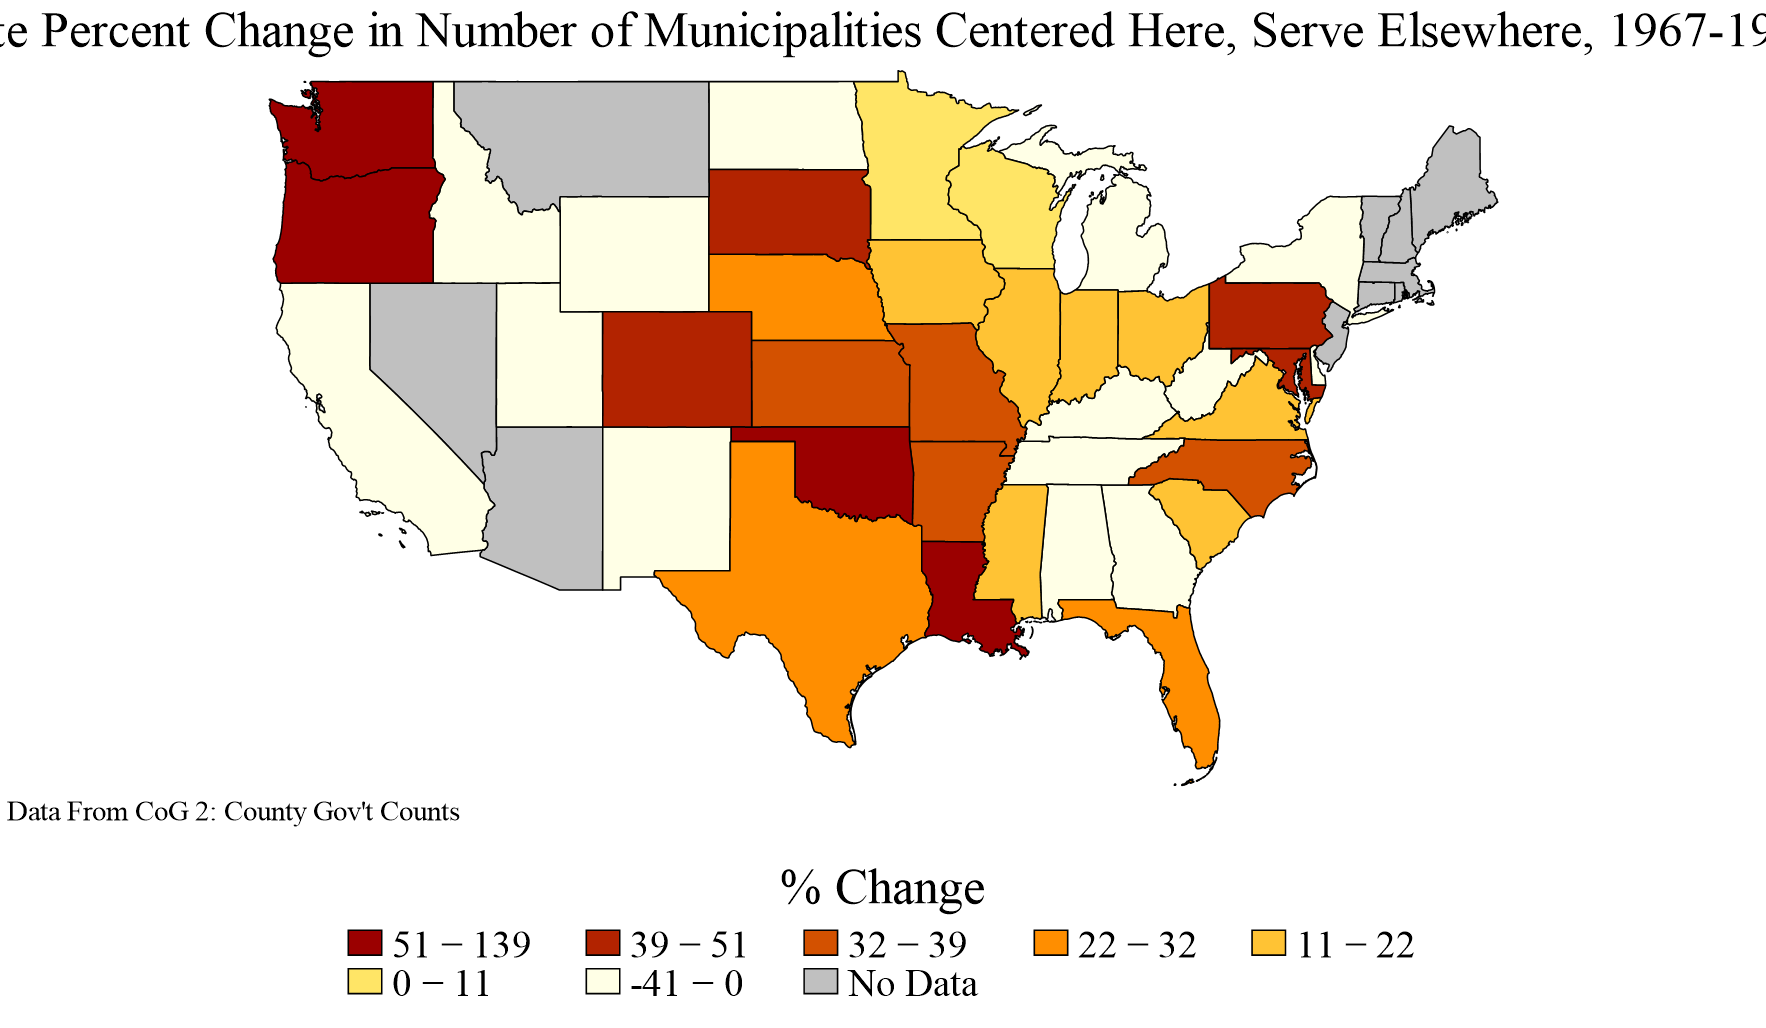 te Percent Change in Number of Municipalities Centered Here, Serve Elsewhere, 1967-19
Data From CoG 2: County Gov't Counts
% Change
51 − 139 39 − 51 32 − 39 22 − 32 11 − 22
0 − 11 -41 − 0 No Data